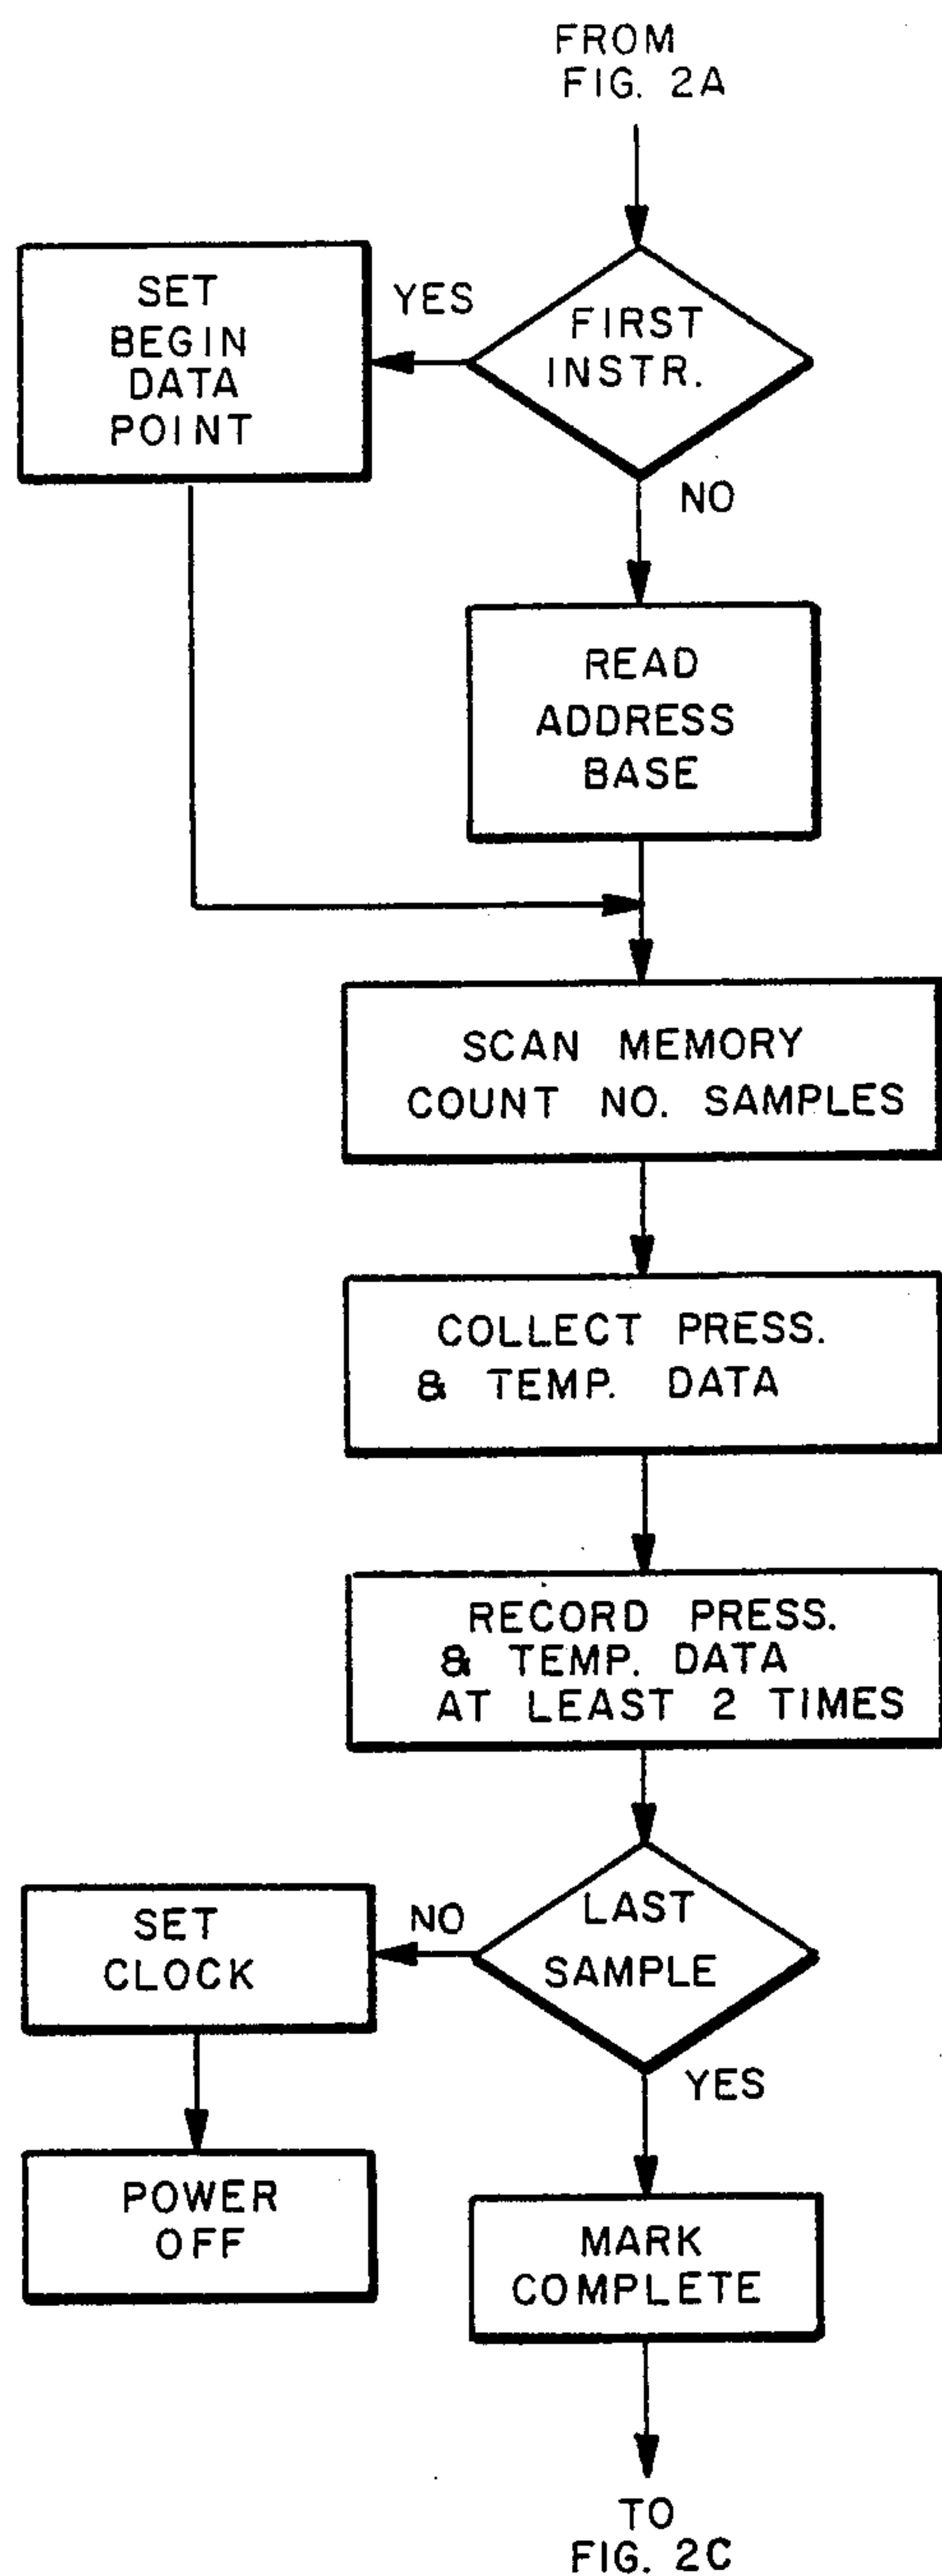 FROM
FIG. 2A
FIRST
INSTR.
YES
SET
BEGIN
DATA
POINT
NO
READ
ADDRESS
BASE
SCAN MEMORY
COUNT NO. SAMPLES
COLLECT PRESS.
& TEMP. DATA
RECORD PRESS.
& TEMP. DATA
AT LEAST 2 TIMES
LAST
SAMPLE
NO
SET
CLOCK
POWER
OFF
YES
MARK
COMPLETE
TO
FIG. 2C